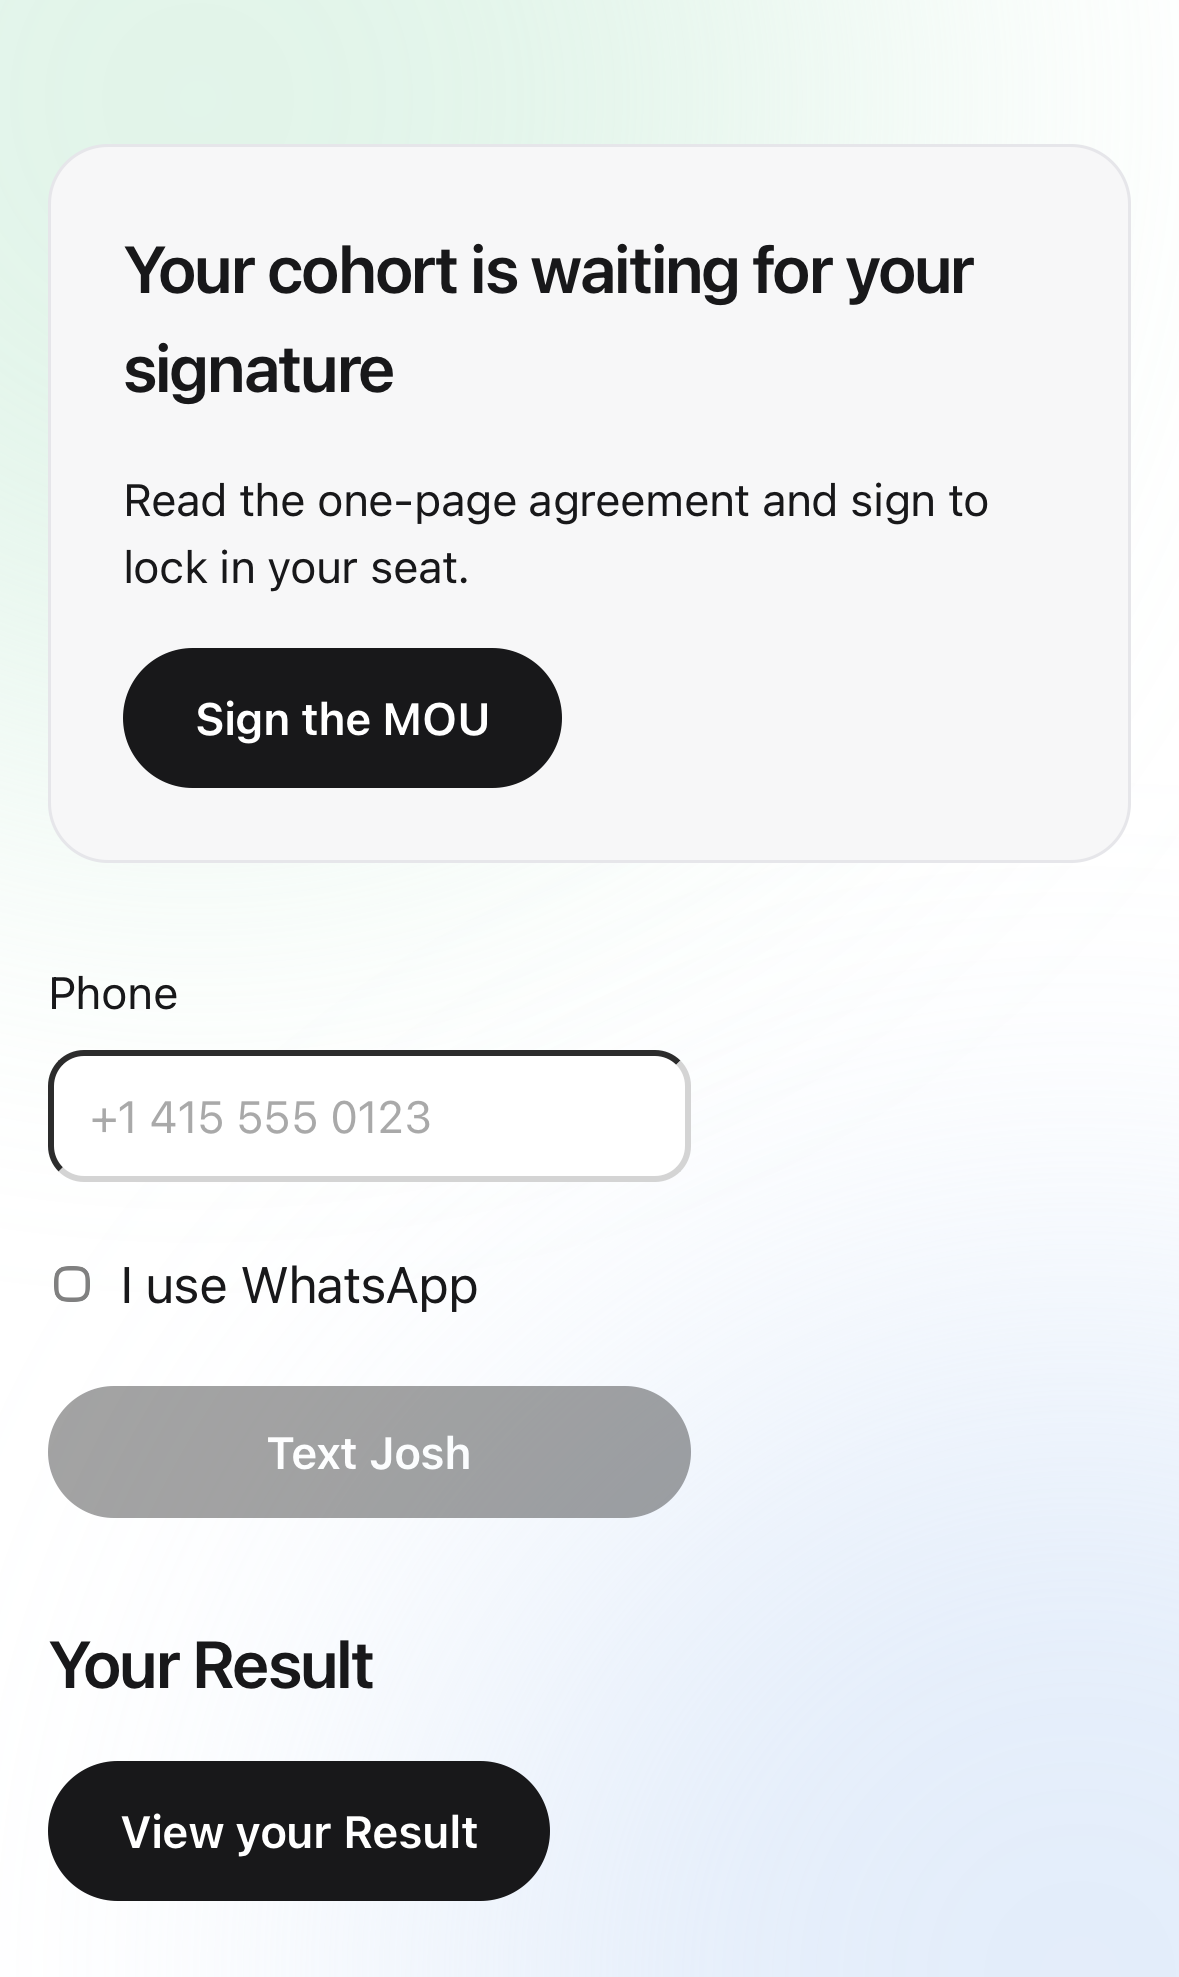 Your cohort is waiting for your
signature
Read the one-page agreement and sign to
lock in your seat.
Sign the MOU
Phone
+1 415 555 0123
I use WhatsApp
Text Josh
Your Result
View your Result